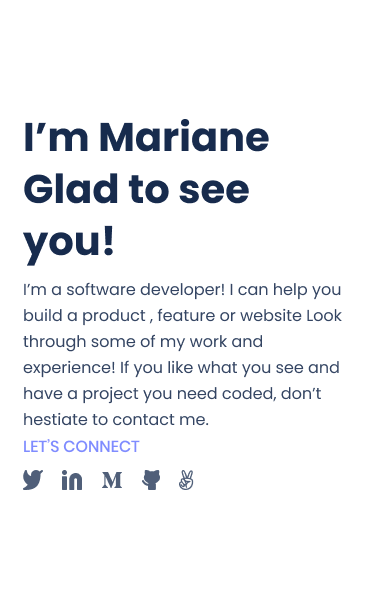 I’m Mariane
Glad to see
you!
I’m a software developer! I can help you
build a product , feature or website Look
through some of my work and
experience! If you like what you see and
have a project you need coded, don’t
hestiate to contact me.
LET'S CONNECT